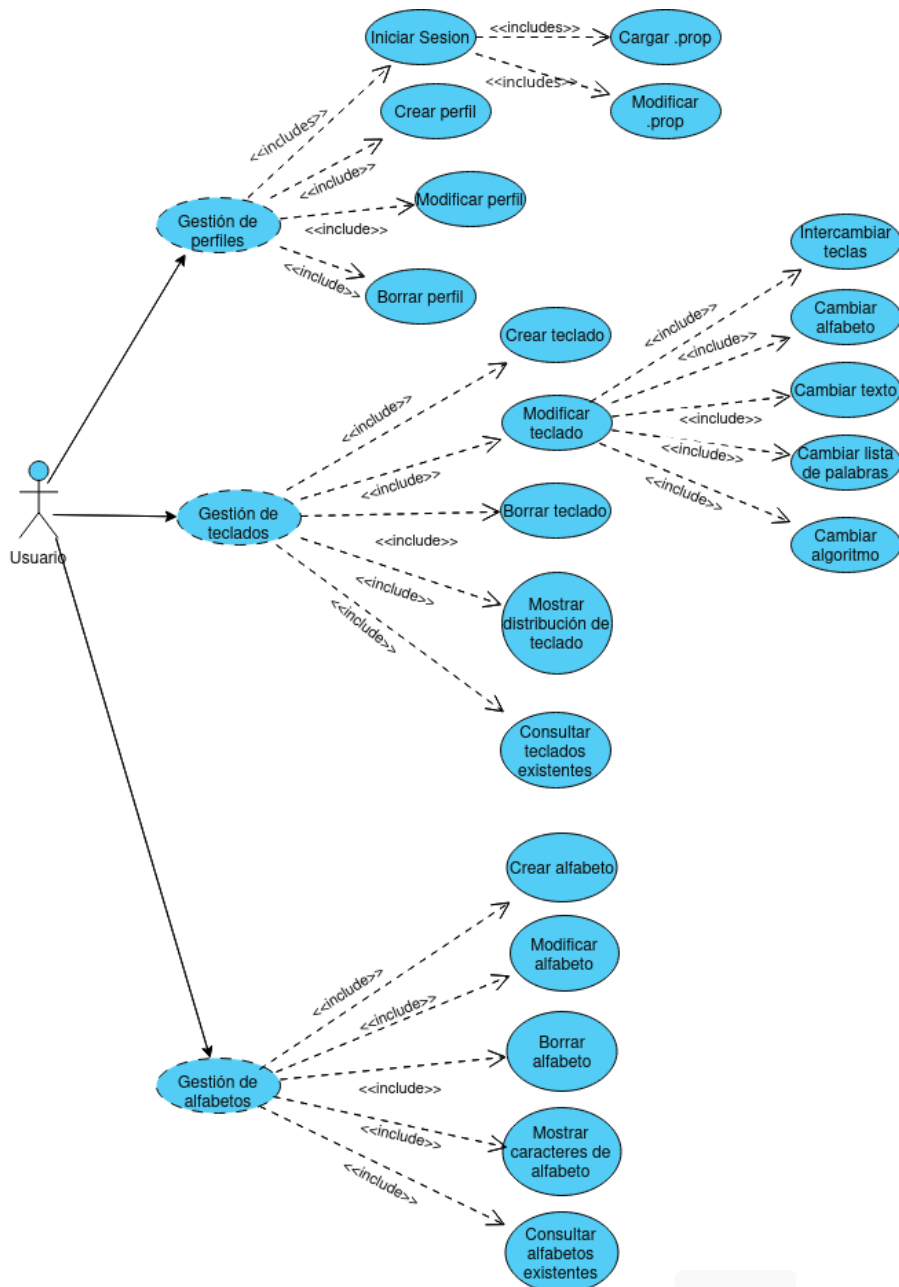 Iniciar Sesion
<<includes>>
Cargar .prop
<<includes>>
Modificar
.prop
<<includes>>
Crear perfil
<<include>>
Modificar perfil
<<include>>
Gestión de
perfiles
<<include>>
Borrar perfil
Intercambiar
teclas
<<include>>
Cambiar
alfabeto
<<include>>
Crear teclado
<<include>>
Modificar
teclado
Cambiar texto
<<include>>
Cambiar lista
de palabras
<<include>>
<<include>>
Cambiar
algoritmo
<<include>>
Borrar teclado
Gestión de
teclados
<<include>>
Usuario
<<include>>
Mostrar
distribución de
teclado
<<include>>
Consultar
teclados
existentes
Crear alfabeto
<<include>>
Modificar
alfabeto
<<include>>
Borrar
alfabeto
Gestión de
alfabetos
<<include>>
<<include>>
Mostrar
caracteres de
alfabeto
<<include>>
Consultar
alfabetos
existentes